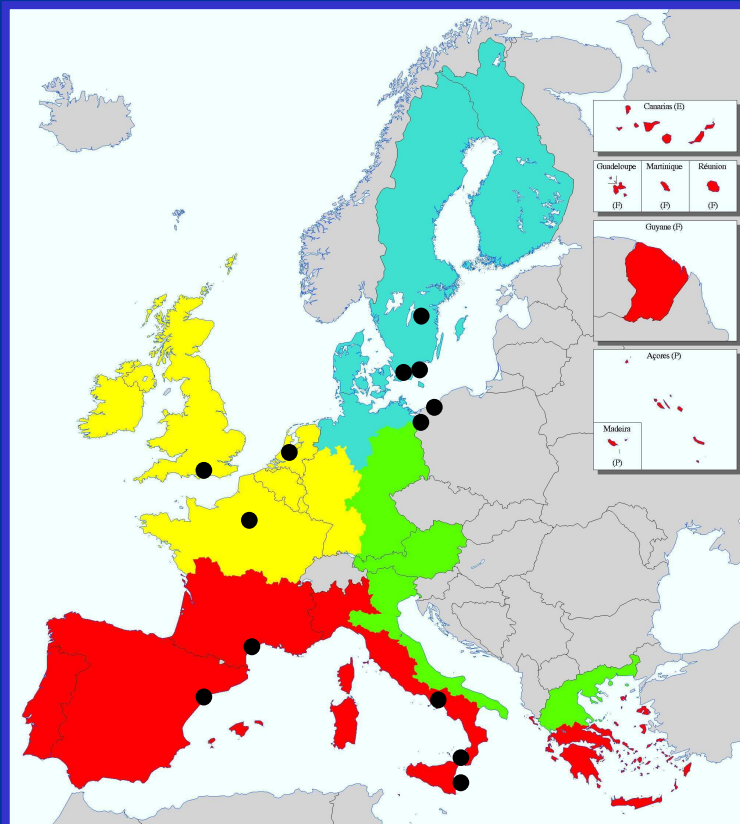 Canarias (E)
Guadeloupe
Martinique
Réunion
(F)
(F)
(F)
Guyane (F)
Açores (P)
Madeira
(P)